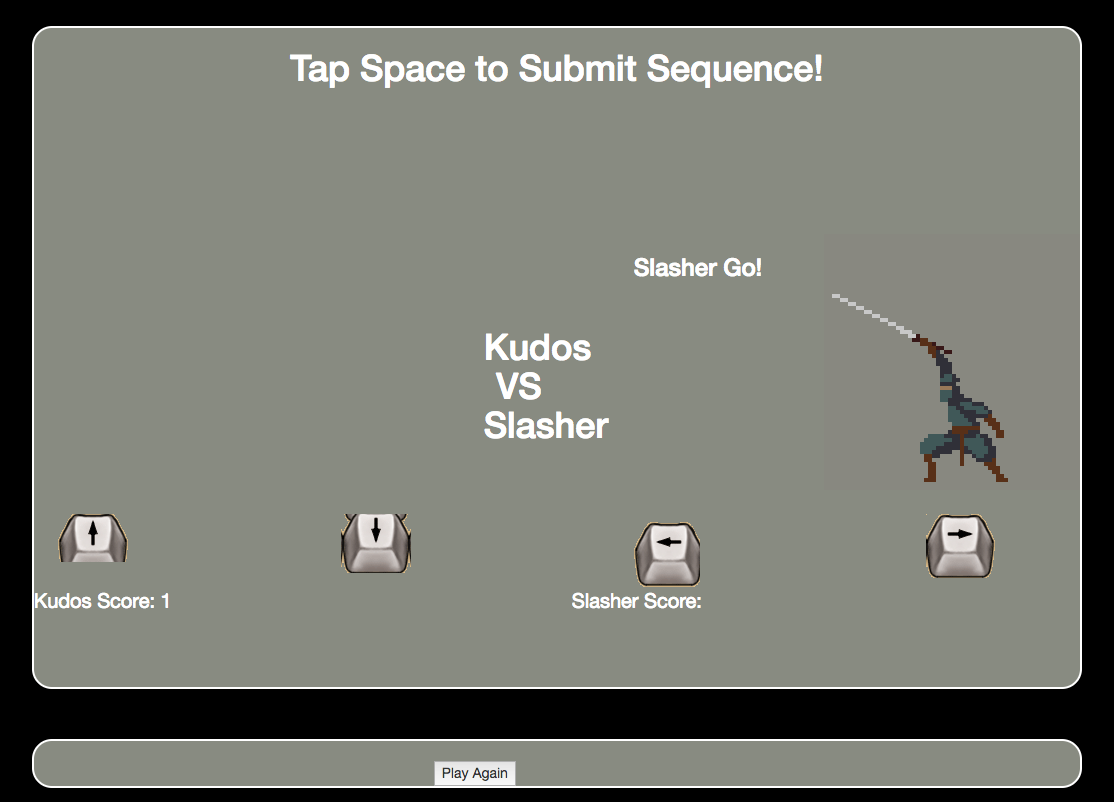 Tap Space to Submit Sequence!
Slasher Go!
Kudos
VS
Slasher
Kudos Score: 1
Slasher Score:
Play Again